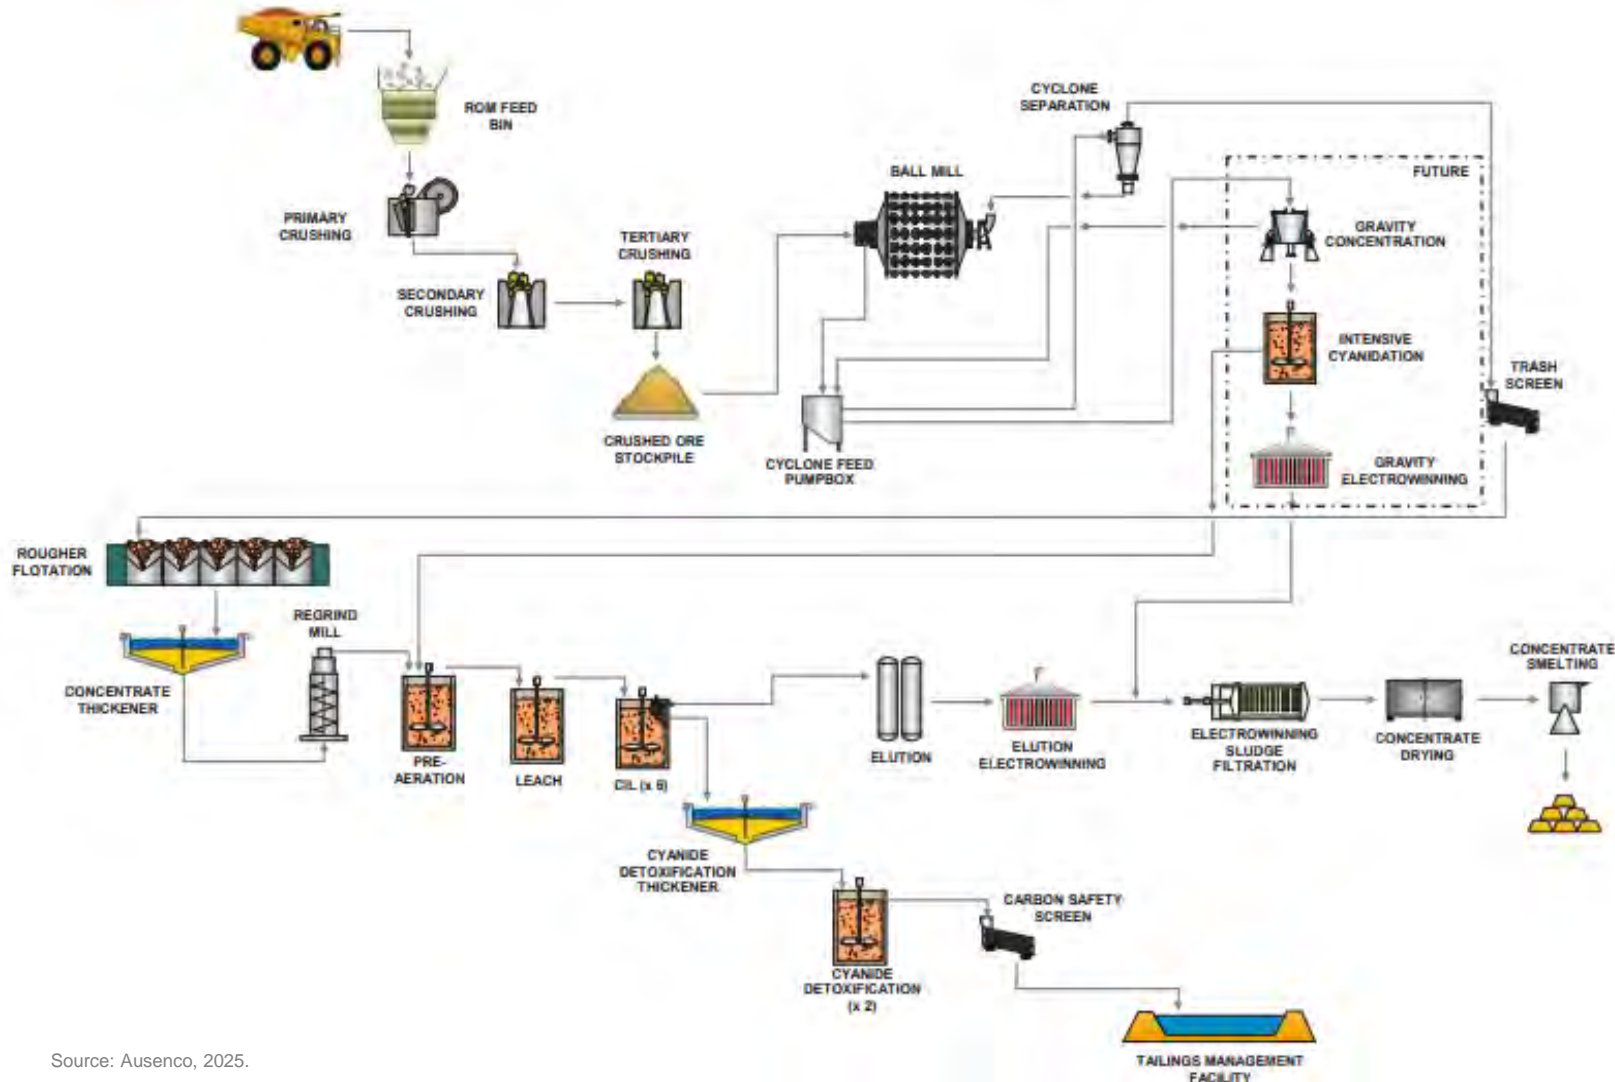 ROM FEED
BIN
PRIMARY
CRUSHING
SECONDARY
CRUSHING
TERTIARY
CRUSHING
CRUSHED ORE
STOCKPILE
BALL MILL
CYCLONE
SEPARATION
CYCLONE FEED
PUMPBOX
FUTURE
GRAVITY
CONCENTRATION
INTENSIVE
CYANIDATION
GRAVITY
ELECTROWINNING
TRASH
SCREEN
ROUGHER
FLOTATION
CONCENTRATE
THICKENER
REGRIND
MILL
PRE-
AERATION
LEACH
CIL (x 6)
ELUTION
ELUTION
ELECTROWINNING
ELECTROWINNING
SLUDGE
FILTRATION
CONCENTRATE
DRYING
CONCENTRATE
SMELTING
CYANIDE
DETOXIFICATION
THICKENER
CYANIDE
DETOXIFICATION
(x 2)
CARBON SAFETY
SCREEN
TAILINGS MANAGEMENT
FACILITY
Source: Ausenco, 2025.